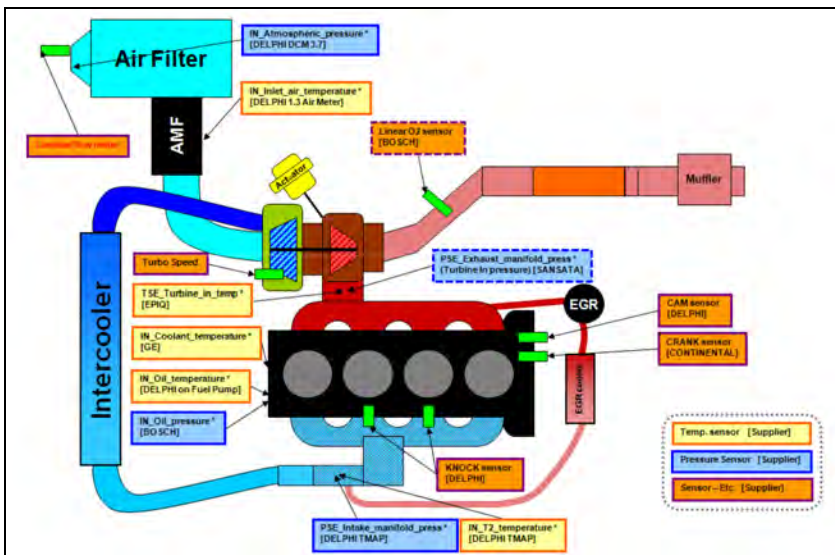 IN_Atmospheric_pressure*
[DELPHI DCM 3.7]
Air Filter
IN_Inlet_air_temperature*
[DELPHI 1.3 Air Meter]
AMF
Linear O2 sensor
[BOSCH]
Actuator
Muffler
Turbo Speed
PSE_Exhaust_manifold_press*
(Turbine In pressure) [SANSATA]
TSE_Turbine_in_temp*
[EPIQ]
EGR
CAM sensor
[DELPHI]
Intercooler
IN_Coolant_temperature*
[GE]
CRANK sensor
[CONTINENTAL]
IN_Oil_temperature*
[DELPHI on Fuel Pump]
EGR cooler
IN_Oil_pressure*
[BOSCH]
Temp. sensor [Supplier]
Pressure Sensor [Supplier]
Sensor – Etc. [Supplier]
KNOCK sensor
[DELPHI]
PSE_Intake_manifold_press*
[DELPHI TMAP]
IN_T2_temperature*
[DELPHI TMAP]